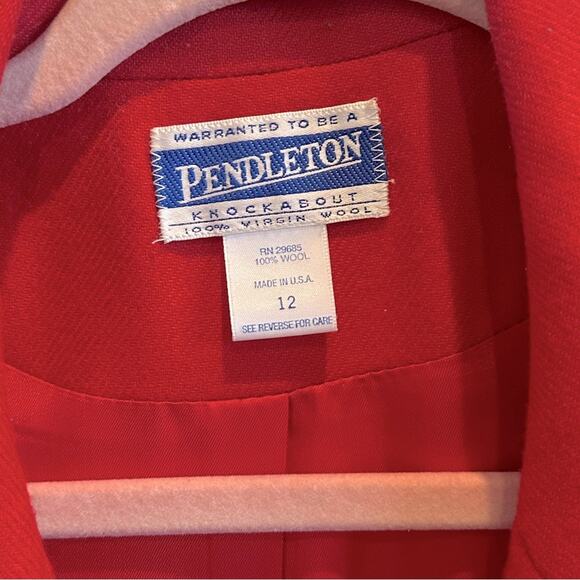 WARRANTED TO BE A
PENDLETON
KNOCKABOUT
100% VIRGIN WOOL
RN 29685
100% WOOL
MADE IN U.S.A.
12
SEE REVERSE FOR CARE